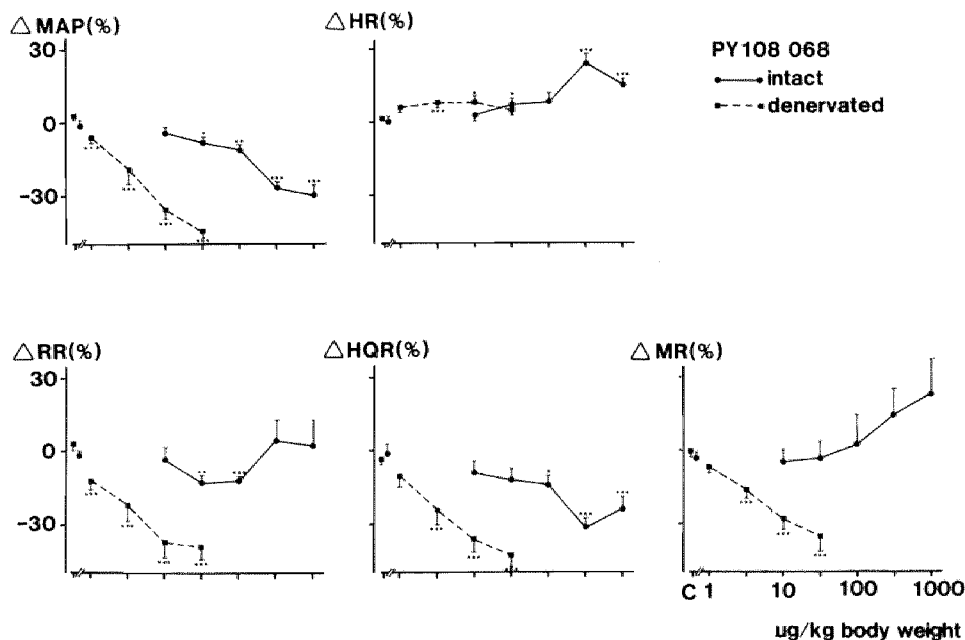 △ MAP(%)
△ HR(%)
30
0
-30
PY108 068
intact
denervated
△ RR(%)
△ HQR(%)
△ MR(%)
30
0
-30
C 1 10 100 1000
ug/kg body weight